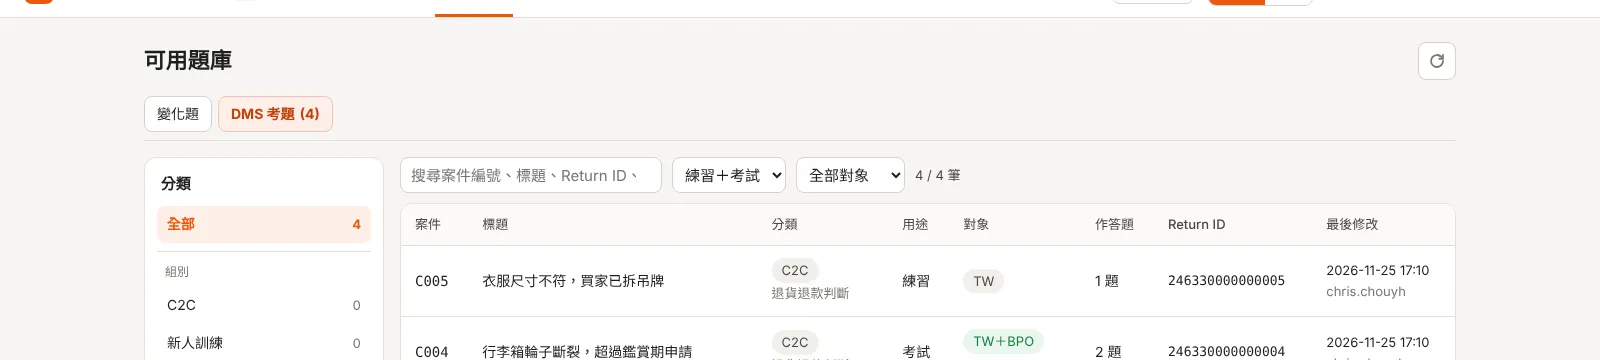 可用題庫
變化題
DMS 考題 (4)
分類
全部 4
組別
C2C 0
新人訓練 0
搜尋案件編號、標題、Return ID、
練習＋考試
全部對象
4 / 4 筆
案件 標題 分類 用途 對象 作答題 Return ID 最後修改
C005 衣服尺寸不符，買家已拆吊牌 C2C 退貨退款判斷 練習 TW 1 題 246330000000005 2026-11-25 17:10 chris.chouyh
C004 行李箱輪子斷裂，超過鑑賞期申請 C2C 考試 TW＋BPO 2 題 246330000000004 2026-11-25 17:10